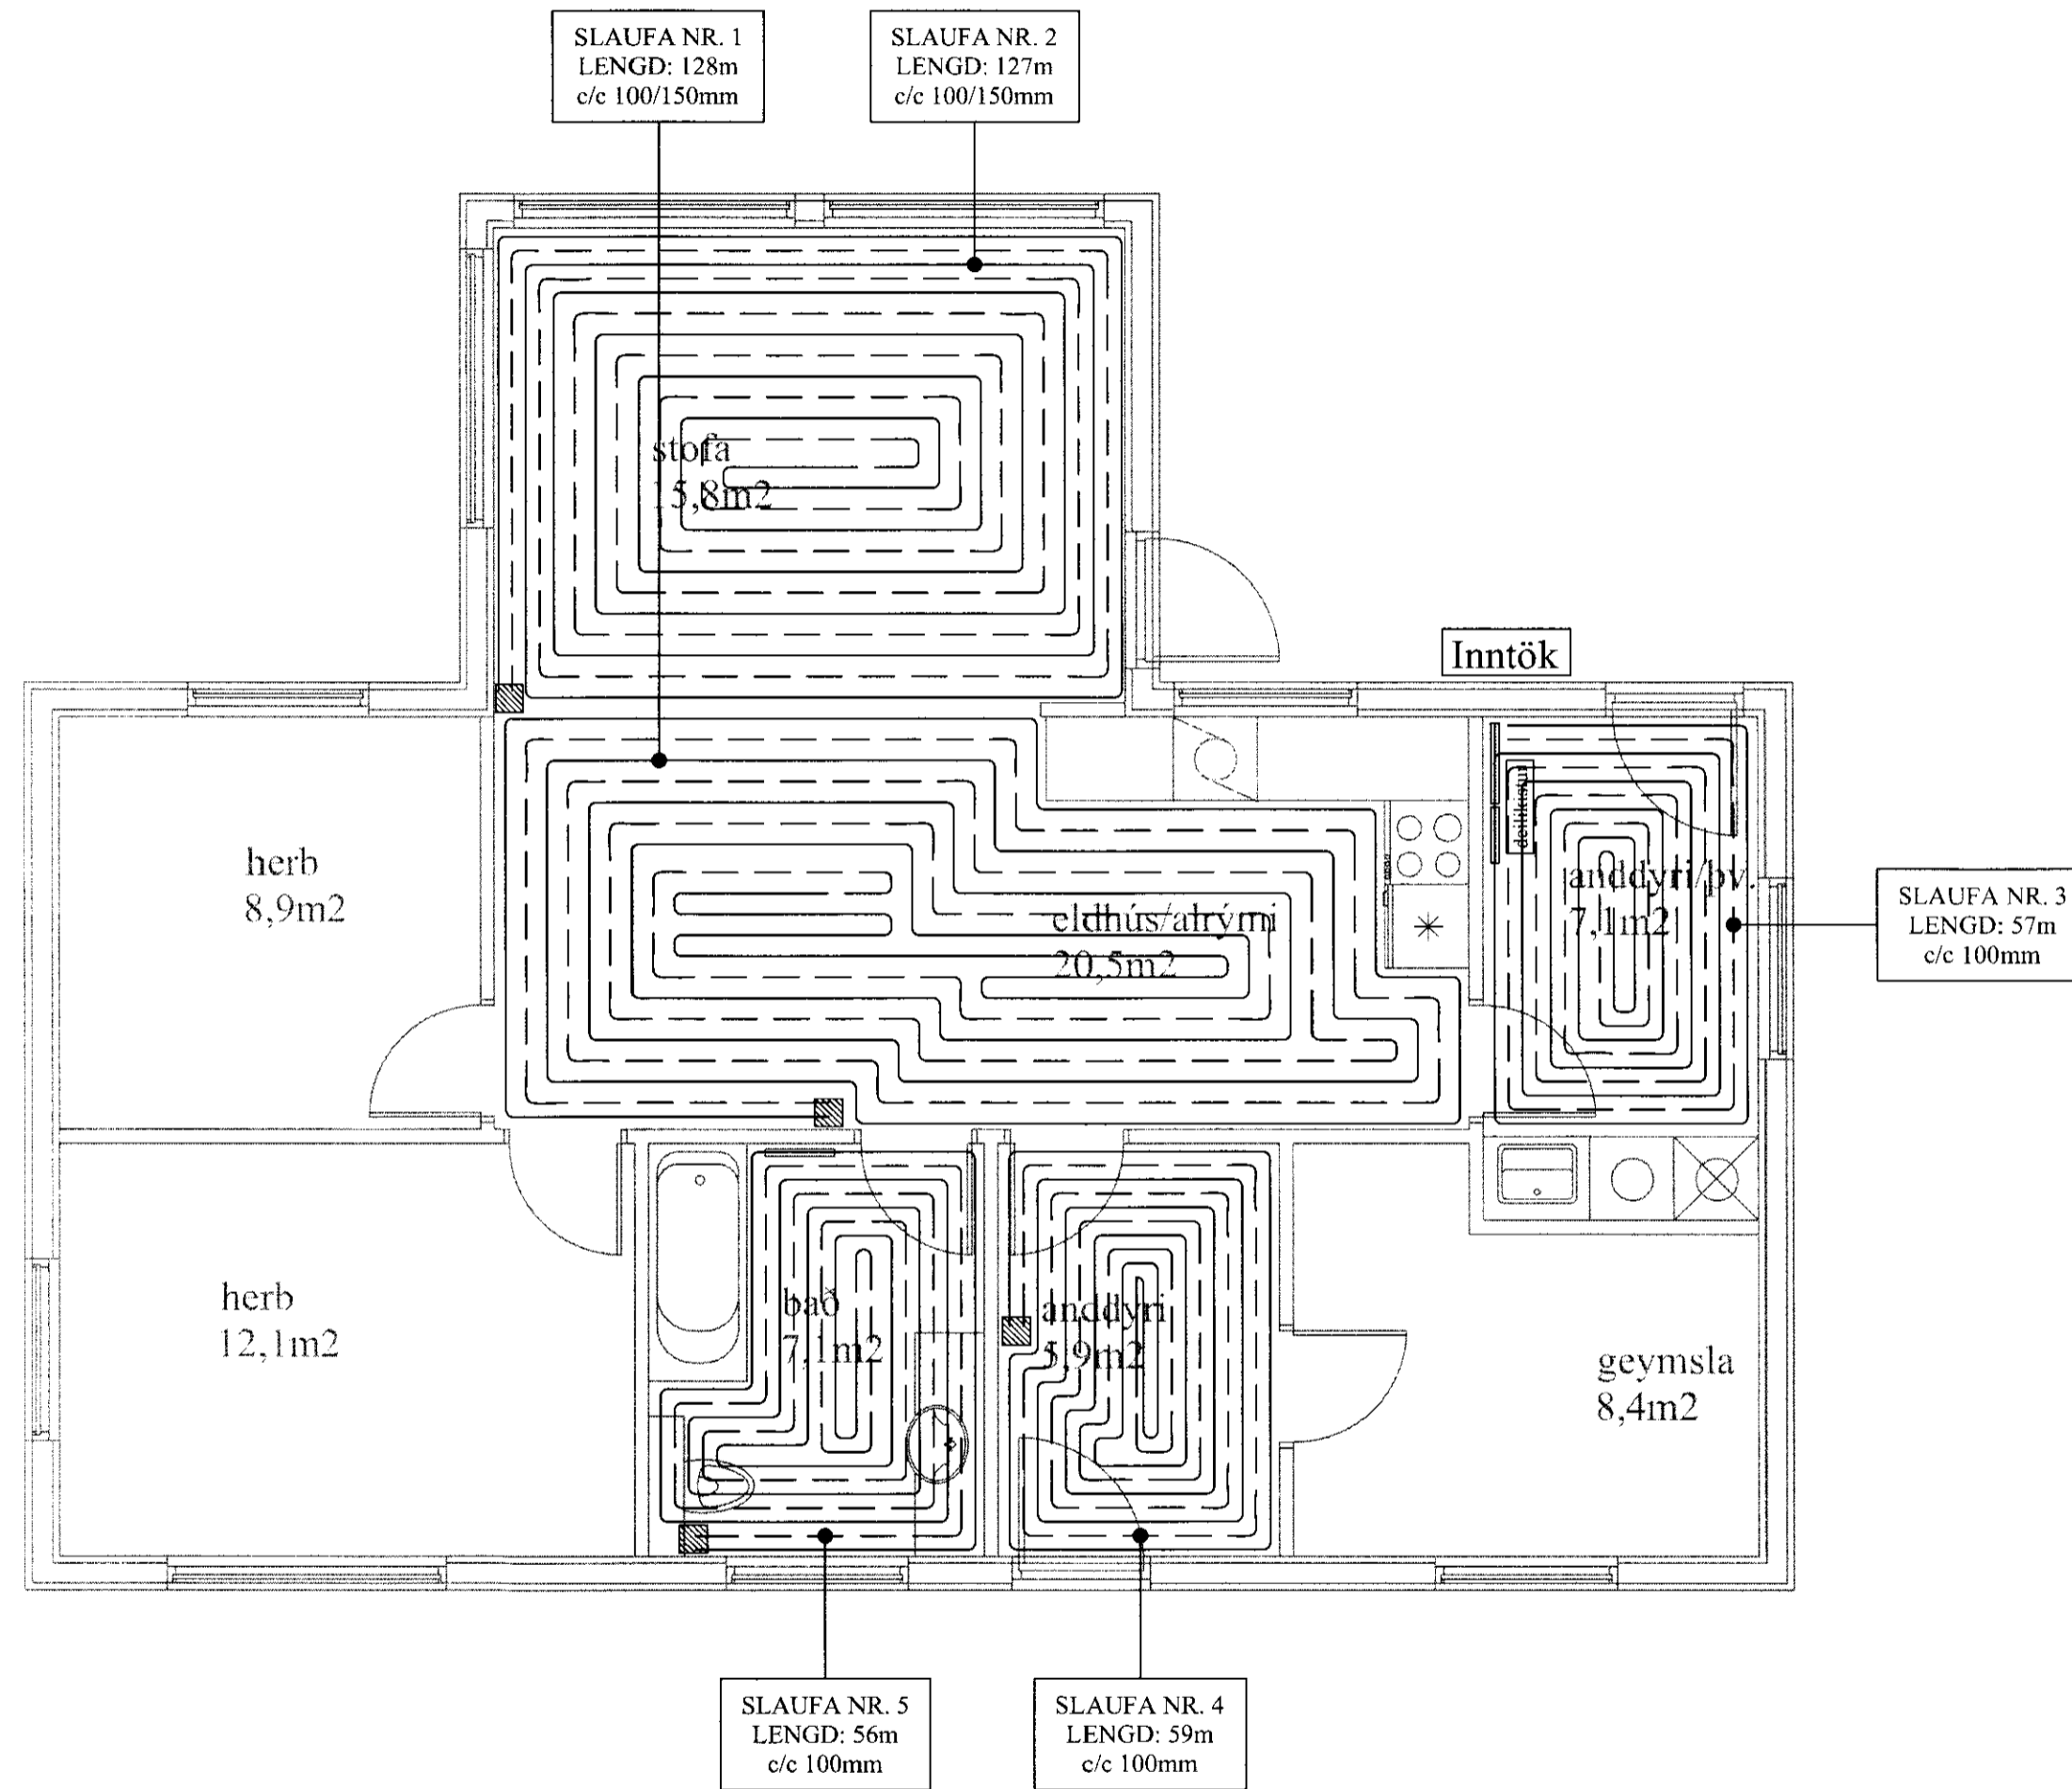 SLAUFA NR. 1
LENGD: 128m
c/c 100/150mm
SLAUFA NR. 2
LENGD: 127m
c/c 100/150mm
stofa
15,8m2
Inntök
herb
8,9m2
eldhús/alrými
20,5m2
deilikistur
anddyri/þv.
7,1m2
SLAUFA NR. 3
LENGD: 57m
c/c 100mm
herb
12,1m2
bað
7,1m2
anddyri
5,9m2
geymsla
8,4m2
SLAUFA NR. 5
LENGD: 56m
c/c 100mm
SLAUFA NR. 4
LENGD: 59m
c/c 100mm